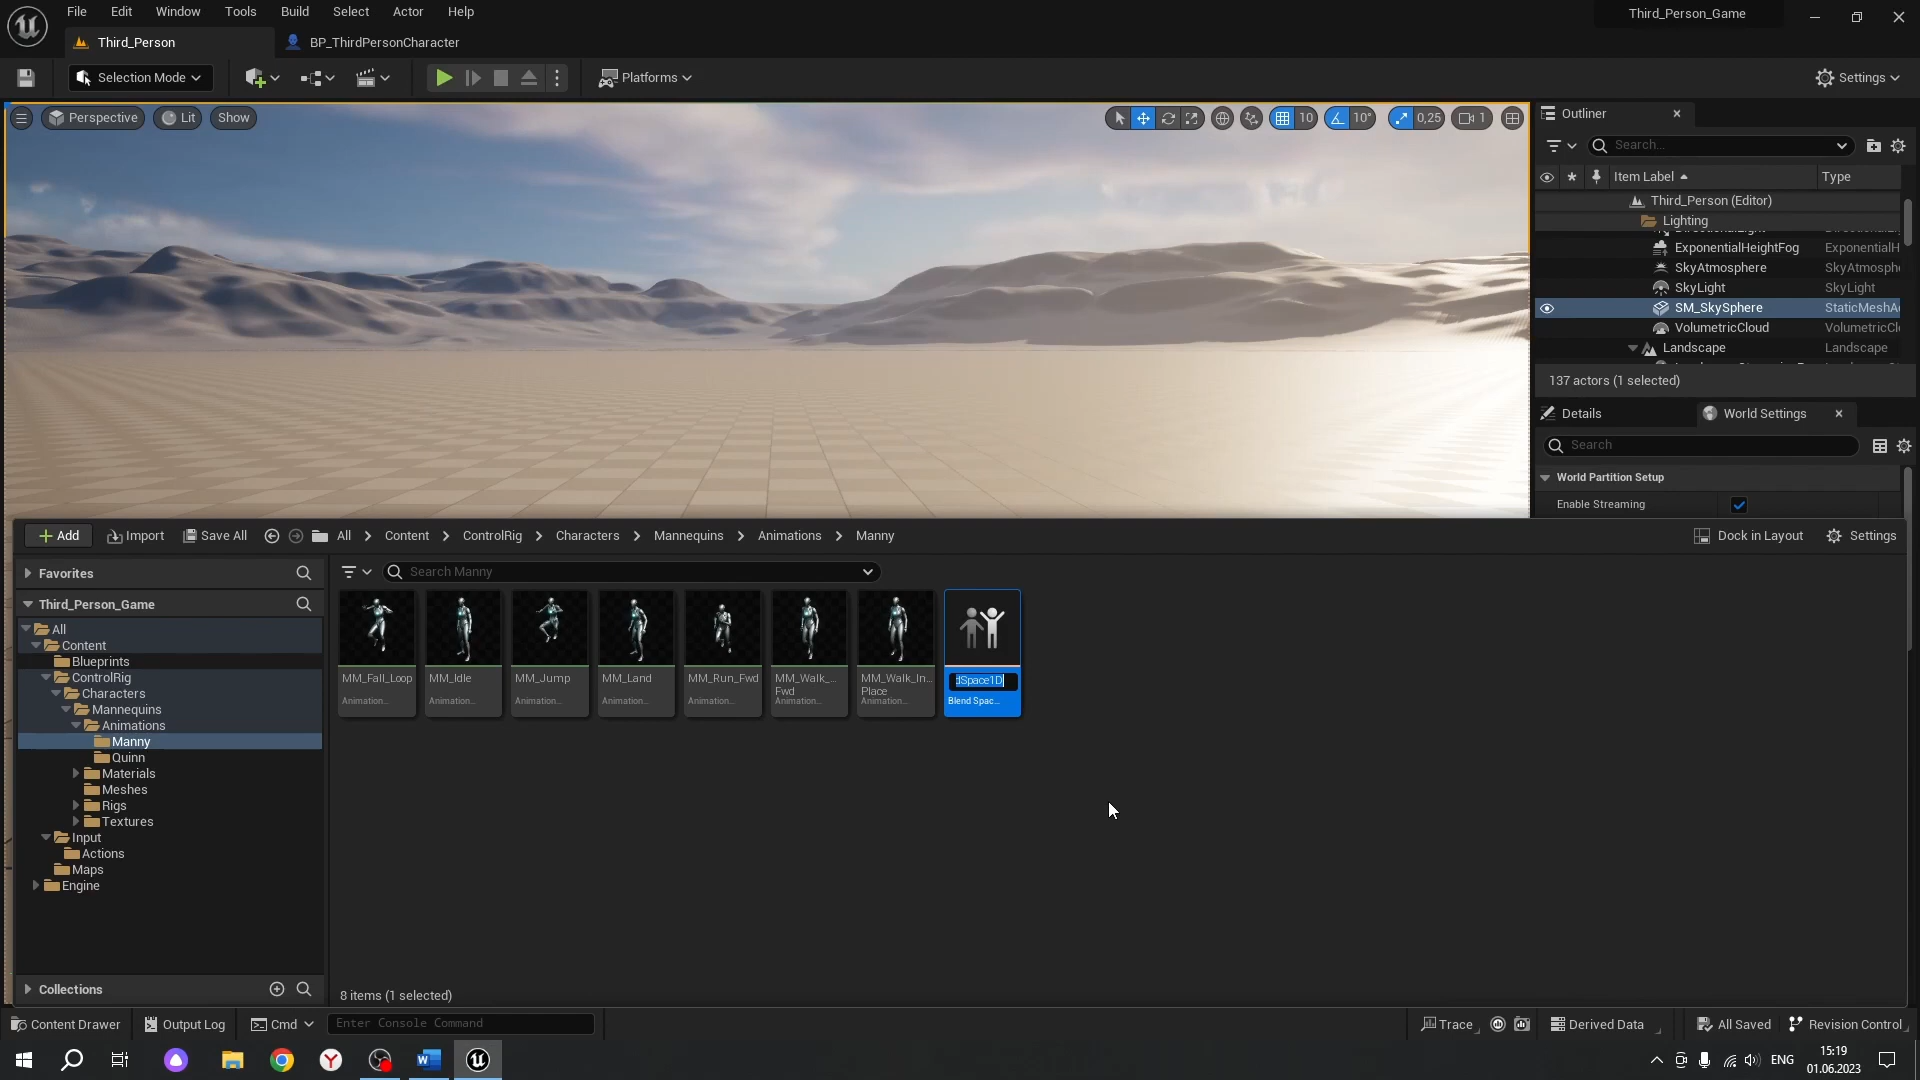 File Edit Window Tools Build Select Actor Help
Third_Person_Game
Third_Person
BP_ThirdPersonCharacter
Selection Mode
Platforms
Settings
Perspective
Lit
Show
10
10°
0,25
1
Outliner
Search...
Item Label
Type
Third_Person (Editor)
Lighting
ExponentialHeightFog ExponentialH
SkyAtmosphere SkyAtmosph
SkyLight SkyLight
SM_SkySphere StaticMeshA
VolumetricCloud VolumetricCl
Landscape Landscape
137 actors (1 selected)
Details
World Settings
Search
World Partition Setup
Enable Streaming
Add
Import
Save All
All
Content
ControlRig
Characters
Mannequins
Animations
Manny
Dock in Layout
Settings
Favorites
Search Manny
Third_Person_Game
All
Content
Blueprints
ControlRig
Characters
Mannequins
Animations
Manny
Quinn
Materials
Meshes
Rigs
Textures
Input
Actions
Maps
Engine
Collections
MM_Fall_Loop
Animation...
MM_Idle
Animation...
MM_Jump
Animation...
MM_Land
Animation...
MM_Run_Fwd
Animation...
MM_Walk_...
Fwd
Animation...
MM_Walk_In...
Place
Animation...
dSpace1D
Blend Spac...
8 items (1 selected)
Content Drawer
Output Log
Cmd
Enter Console Command
Trace
Derived Data
All Saved
Revision Control
ENG
15:19
01.06.2023